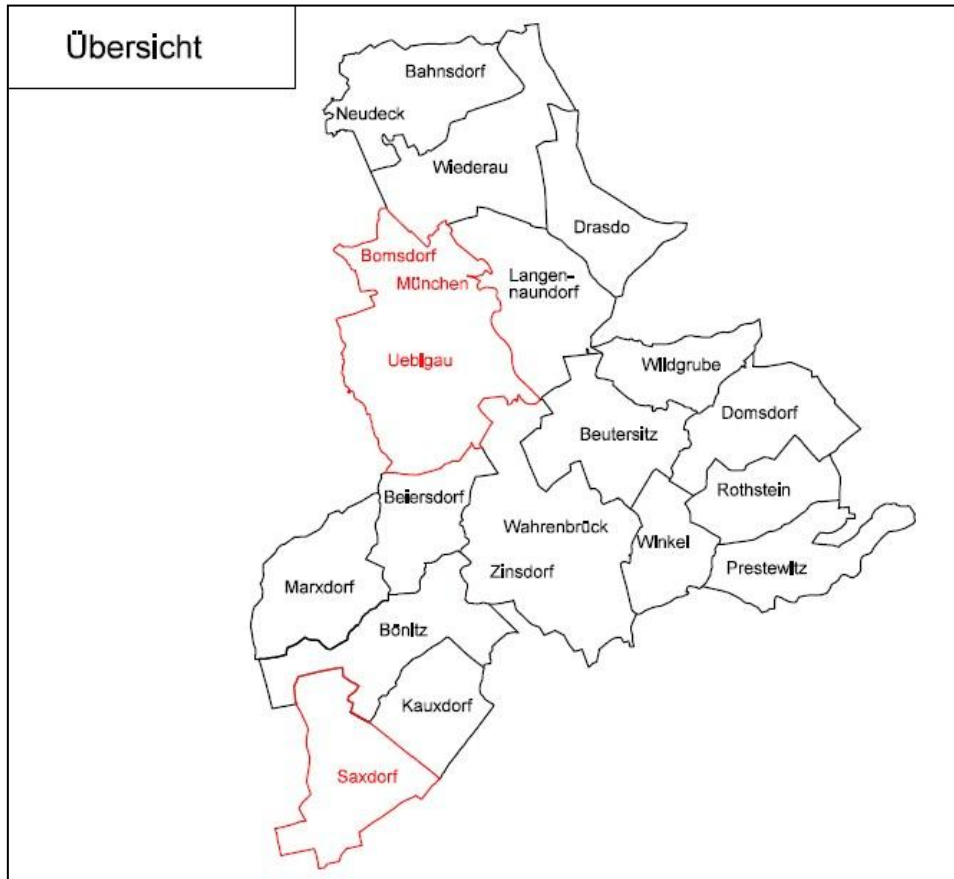 Übersicht
Bahnsdorf
Neudeck
Wiederau
Drasdo
Bomsdorf
München
Langen-
naundorf
Uebigau
Wildgrube
Domsdorf
Beutersitz
Rothstein
Beiersdorf
Wahrenbrück
Winkel
Prestewitz
Zinsdorf
Marxdorf
Bönitz
Kauxdorf
Saxdorf